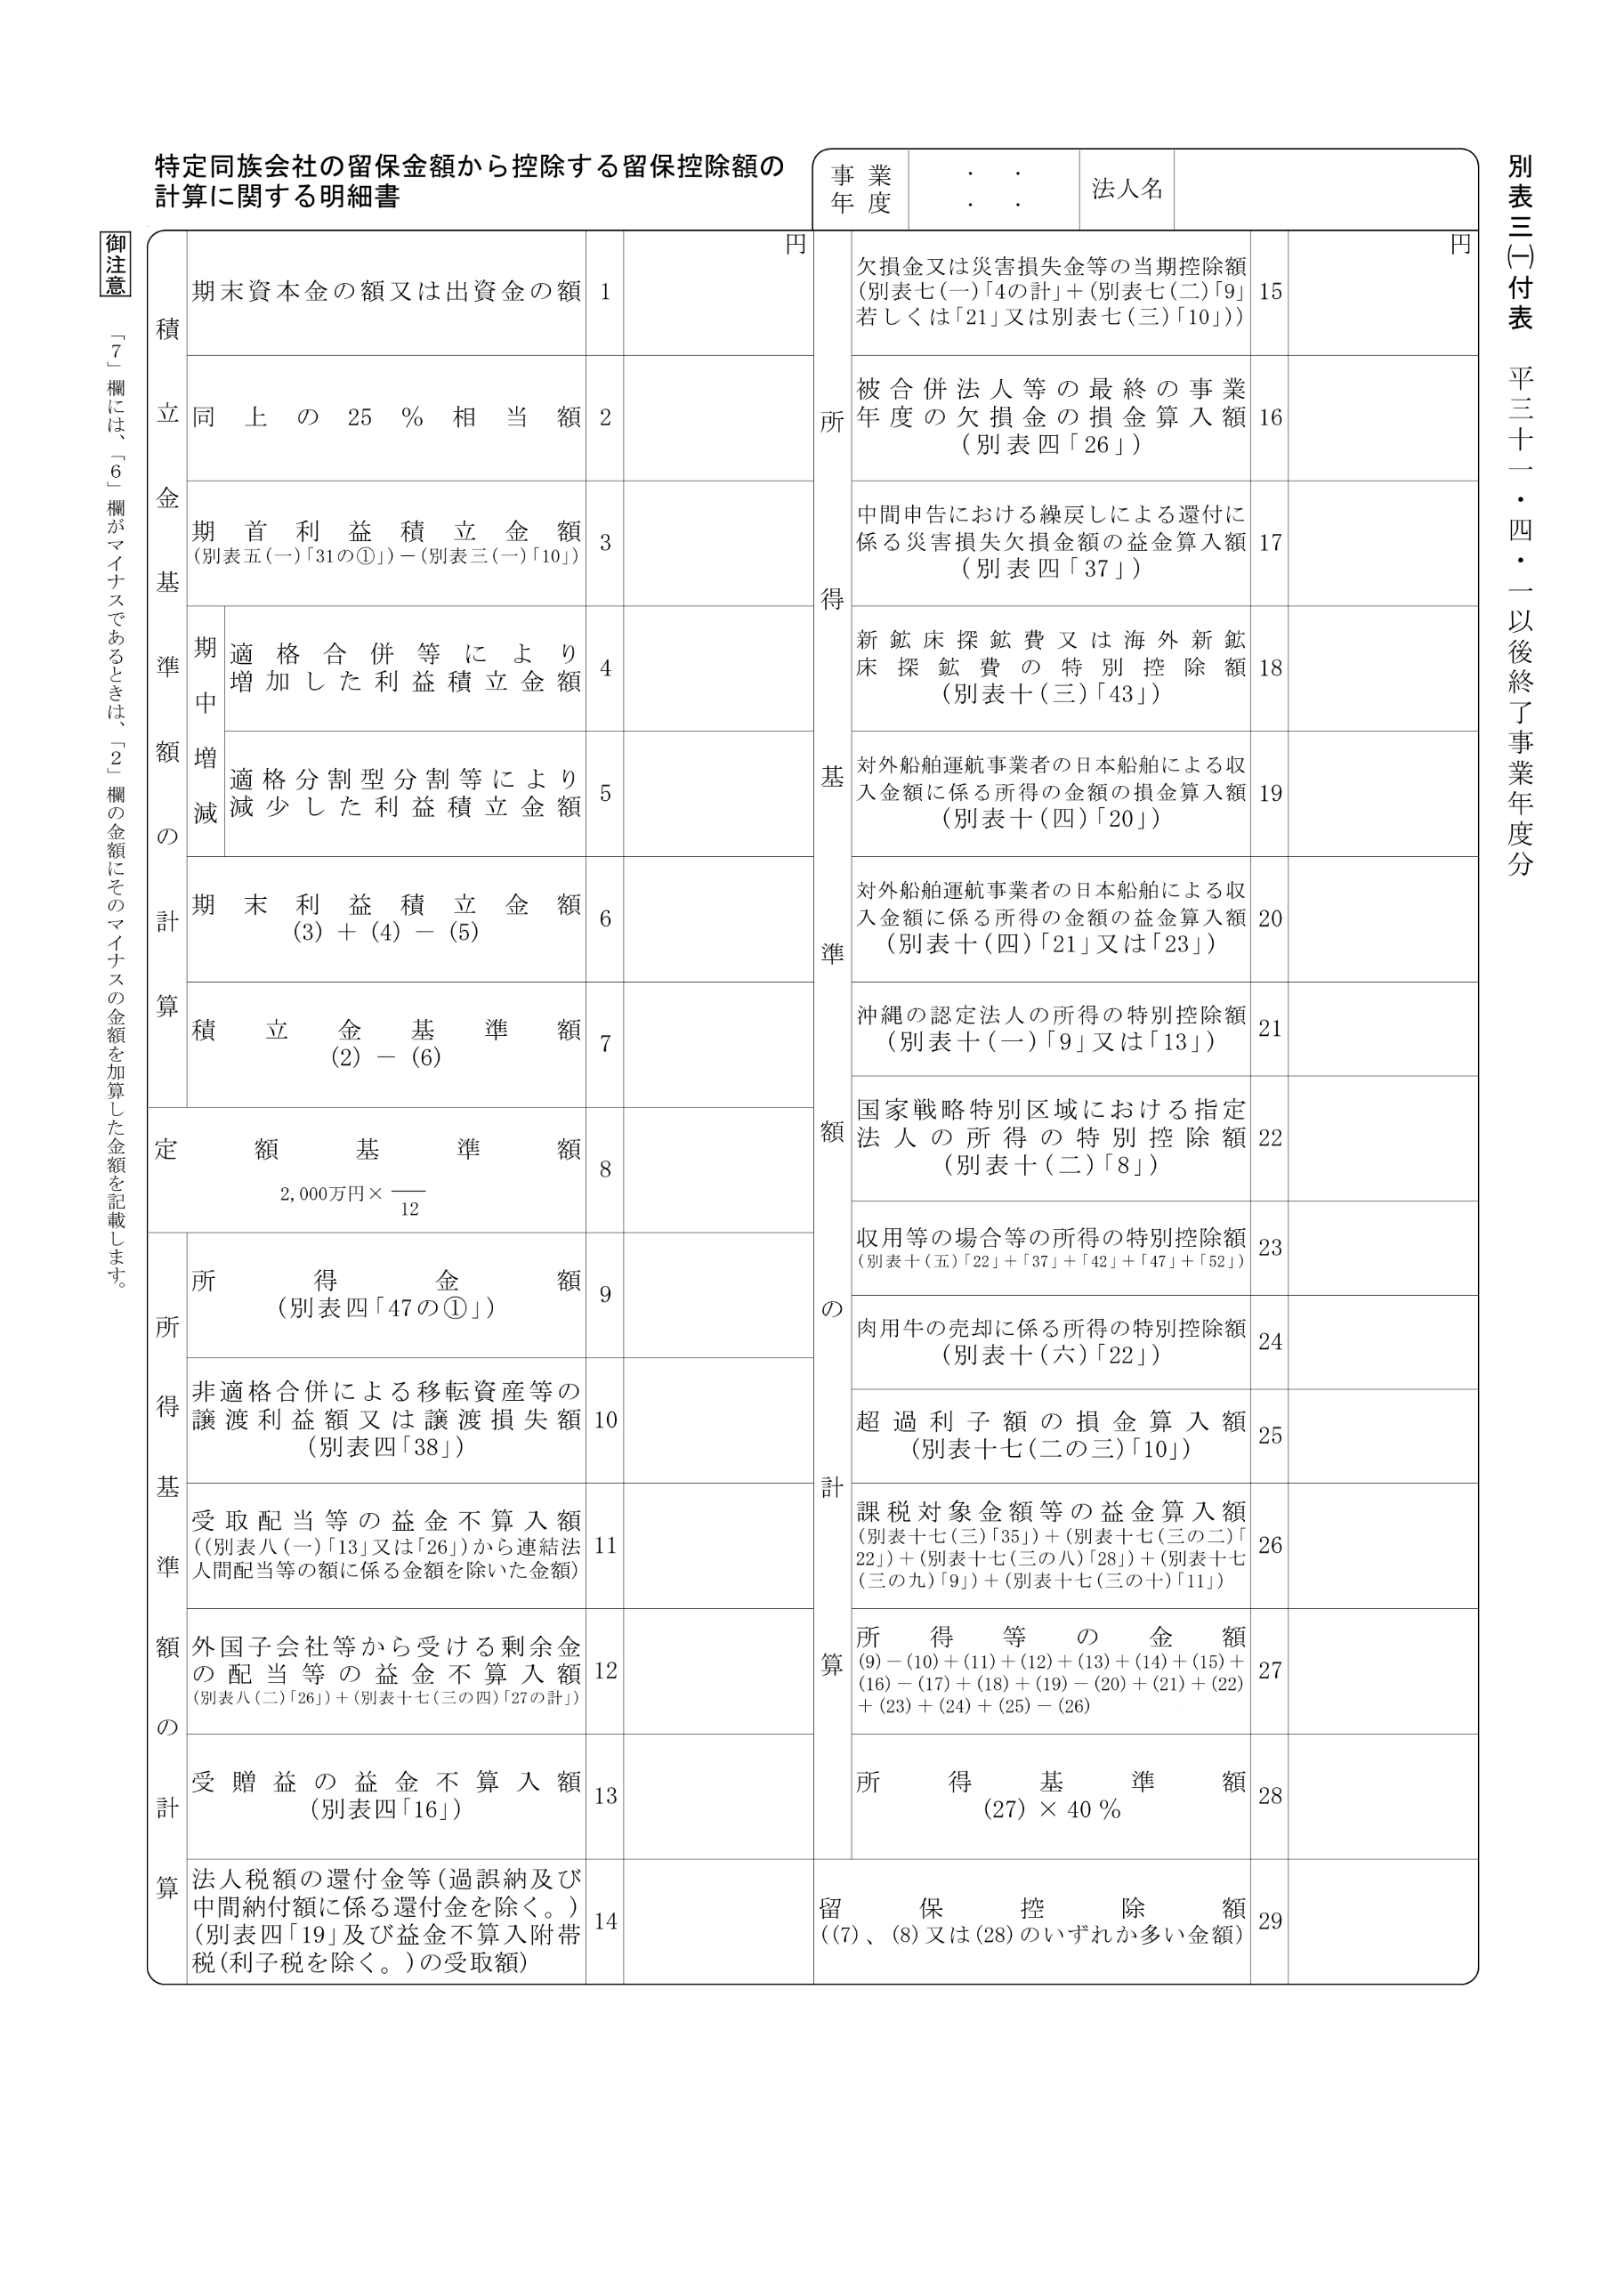 特定同族会社の留保金額から控除する留保控除額の
計算に関する明細書
事業
年度
・ ・
・ ・
法人名
別表三(一)付表 平三十一・四・一以後終了事業年度分
御注意
「7」欄には、「6」欄がマイナスであるときは、「2」欄の金額にそのマイナスの金額を加算した金額を記載します。
積立金基準額の計算
円
期末資本金の額又は出資金の額 1
同上の25%相当額 2
期首利益積立金額 3
(別表五(一)「31の①」)-(別表三(一)「10」)
期中増減
適格合併等により
増加した利益積立金額 4
適格分割型分割等により
減少した利益積立金額 5
期末利益積立金額 6
(3) + (4) - (5)
積立金基準額 7
(2) - (6)
定額基準額 8
2,000万円× ―
12
所得基準額の計算
所得金額 9
(別表四「47の①」)
非適格合併による移転資産等の
譲渡利益額又は譲渡損失額 10
(別表四「38」)
受取配当等の益金不算入額
((別表八(一)「13」又は「26」)から連結法 11
人間配当等の額に係る金額を除いた金額)
外国子会社等から受ける剰余金
の配当等の益金不算入額 12
(別表八(二)「26」)+(別表十七(三の四)「27の計」)
受贈益の益金不算入額 13
(別表四「16」)
法人税額の還付金等(過誤納及び
中間納付額に係る還付金を除く。) 14
(別表四「19」及び益金不算入附帯
税(利子税を除く。)の受取額)
所得基準額の計算
円
欠損金又は災害損失金等の当期控除額
(別表七(一)「4の計」+(別表七(二)「9」 15
若しくは「21」又は別表七(三)「10」))
被合併法人等の最終の事業
年度の欠損金の損金算入額 16
(別表四「26」)
中間申告における繰戻しによる還付に
係る災害損失欠損金額の益金算入額 17
(別表四「37」)
新鉱床探鉱費又は海外新鉱
床探鉱費の特別控除額 18
(別表十(三)「43」)
対外船舶運航事業者の日本船舶による収
入金額に係る所得の金額の損金算入額 19
(別表十(四)「20」)
対外船舶運航事業者の日本船舶による収
入金額に係る所得の金額の益金算入額 20
(別表十(四)「21」又は「23」)
沖縄の認定法人の所得の特別控除額 21
(別表十(一)「9」又は「13」)
国家戦略特別区域における指定
法人の所得の特別控除額 22
(別表十(二)「8」)
収用等の場合等の所得の特別控除額 23
(別表十(五)「22」+「37」+「42」+「47」+「52」)
肉用牛の売却に係る所得の特別控除額 24
(別表十(六)「22」)
超過利子額の損金算入額 25
(別表十七(二の三)「10」)
課税対象金額等の益金算入額
(別表十七(三)「35」)+(別表十七(三の二)「 26
22」)+(別表十七(三の八)「28」)+(別表十七
(三の九)「9」)+(別表十七(三の十)「11」)
所得等の金額
(9)-(10)+(11)+(12)+(13)+(14)+(15)+ 27
(16)-(17)+(18)+(19)-(20)+(21)+(22)
+(23)+(24)+(25)-(26)
所得基準額 28
(27) × 40 %
留保控除額 29
((7)、(8)又は(28)のいずれか多い金額)